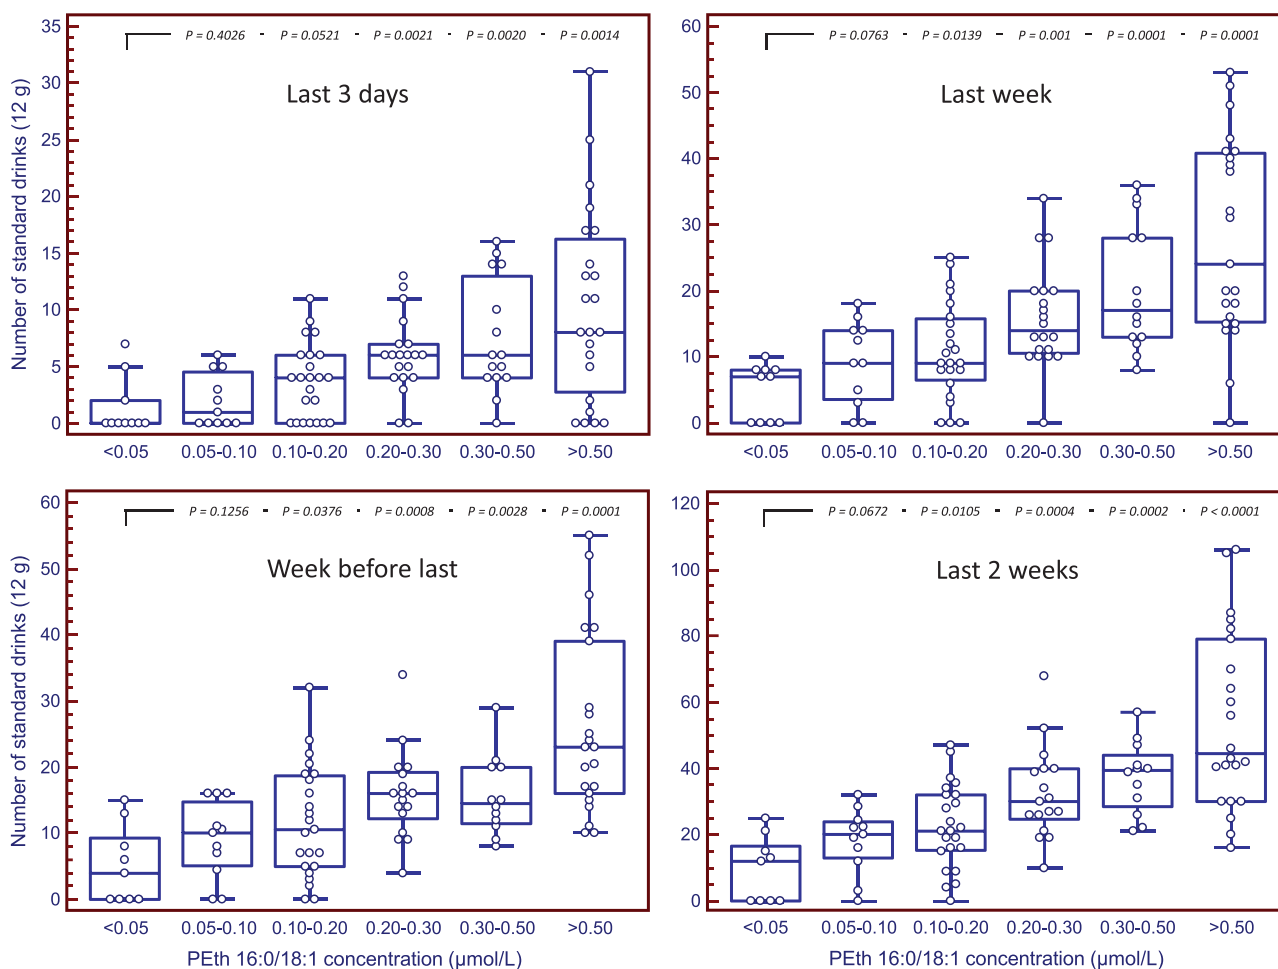 P = 0.4026 - P = 0.0521 - P = 0.0021 - P = 0.0020 - P = 0.0014
Last 3 days
Number of standard drinks (12 g)
35
30
25
20
15
10
5
0
<0.05 0.05-0.10 0.10-0.20 0.20-0.30 0.30-0.50 >0.50
P = 0.0763 - P = 0.0139 - P = 0.001 - P = 0.0001 - P = 0.0001
Last week
60
50
40
30
20
10
0
<0.05 0.05-0.10 0.10-0.20 0.20-0.30 0.30-0.50 >0.50
P = 0.1256 - P = 0.0376 - P = 0.0008 - P = 0.0028 - P = 0.0001
Week before last
Number of standard drinks (12 g)
60
50
40
30
20
10
0
<0.05 0.05-0.10 0.10-0.20 0.20-0.30 0.30-0.50 >0.50
PEth 16:0/18:1 concentration (µmol/L)
P = 0.0672 - P = 0.0105 - P = 0.0004 - P = 0.0002 - P < 0.0001
Last 2 weeks
120
100
80
60
40
20
0
<0.05 0.05-0.10 0.10-0.20 0.20-0.30 0.30-0.50 >0.50
PEth 16:0/18:1 concentration (µmol/L)